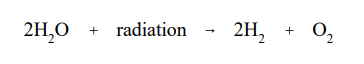 2H₂O + radiation → 2H₂ + O₂